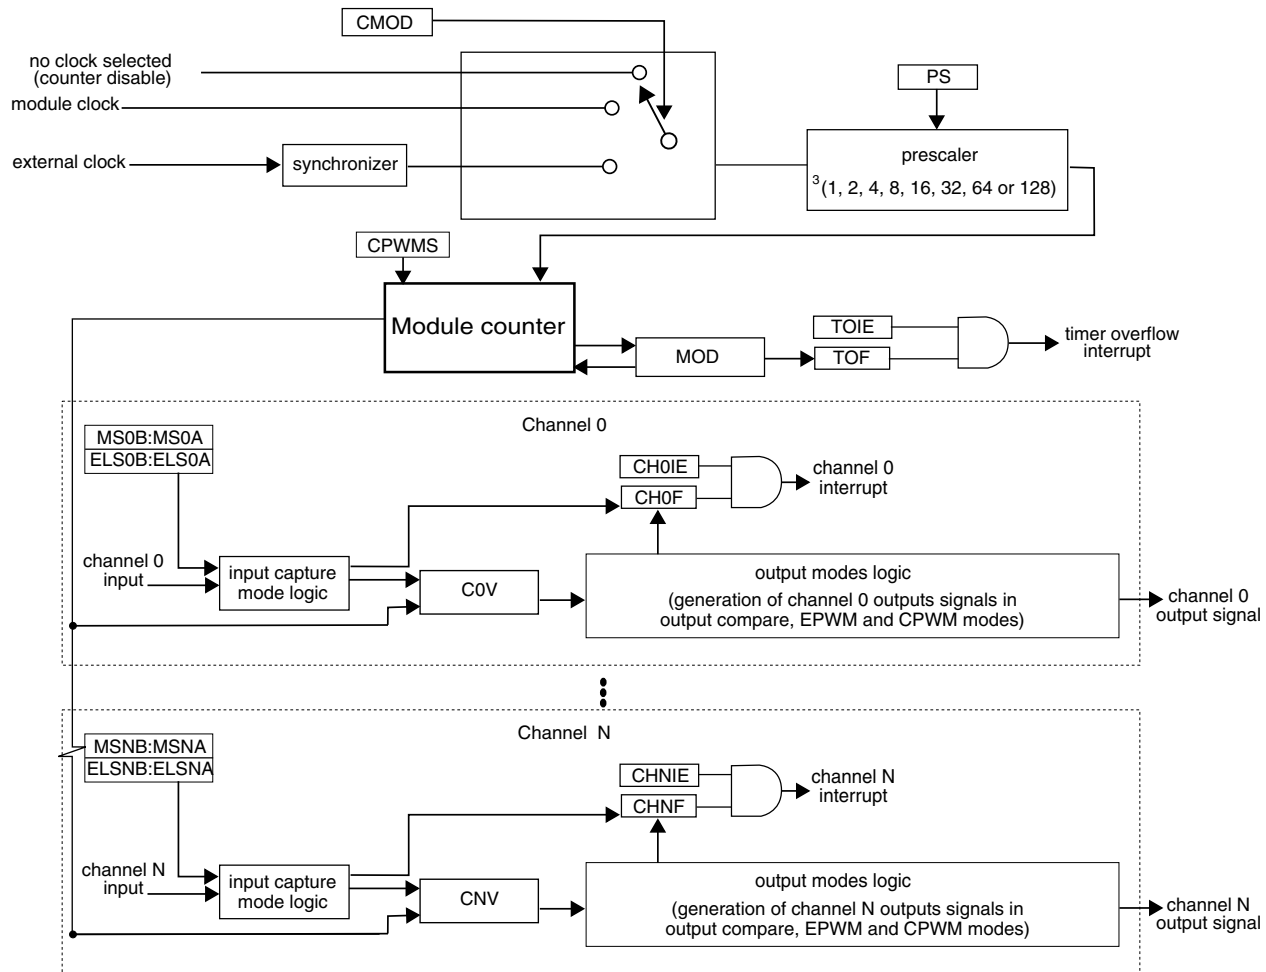 CMOD
no clock selected
(counter disable)
module clock
PS
external clock
synchronizer
prescaler
3 (1, 2, 4, 8, 16, 32, 64 or 128)
CPWMS
Module counter
MOD
TOIE
TOF
timer overflow
interrupt
Channel 0
MS0B:MS0A
ELS0B:ELS0A
CH0IE
CH0F
channel 0
interrupt
channel 0
input
input capture
mode logic
C0V
output modes logic
(generation of channel 0 outputs signals in
output compare, EPWM and CPWM modes)
channel 0
output signal
Channel N
MSNB:MSNA
ELSNB:ELSNA
CHNIE
CHNF
channel N
interrupt
channel N
input
input capture
mode logic
CNV
output modes logic
(generation of channel N outputs signals in
output compare, EPWM and CPWM modes)
channel N
output signal